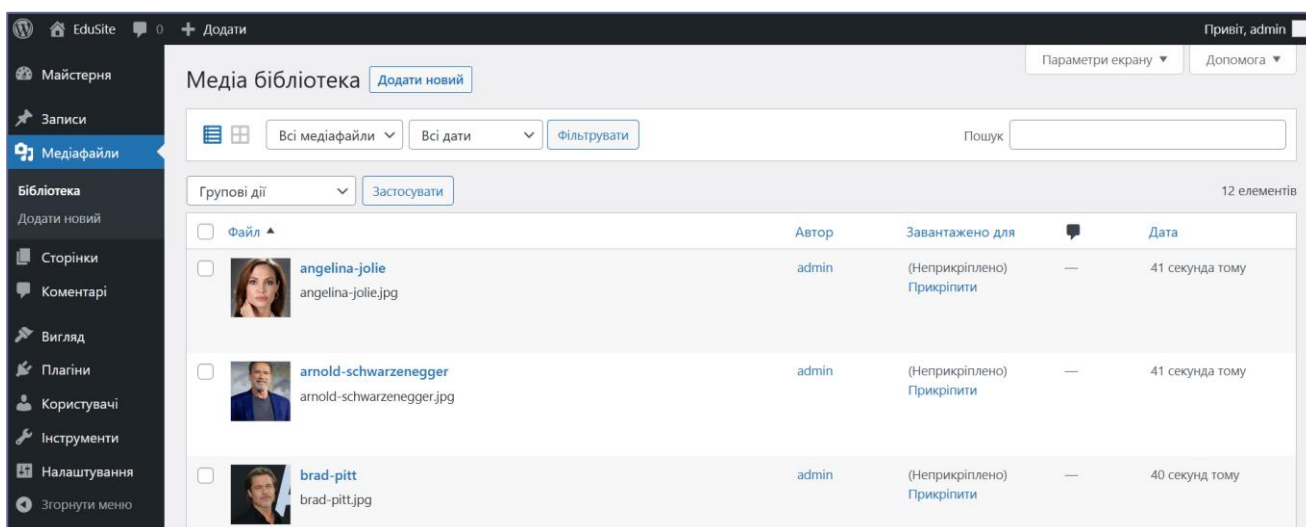 EduSite 0 + Додати Привіт, admin
Майстерня
Записи
Медіафайли
Бібліотека
Додати новий
Сторінки
Коментарі
Вигляд
Плагіни
Користувачі
Інструменти
Налаштування
Згорнути меню
Параметри екрану ▼ Допомога ▼
Медіа бібліотека Додати новий
Всі медіафайли Всі дати Фільтрувати Пошук
Групові дії Застосувати 12 елементів
Файл ▲ Автор Завантажено для Дата
angelina-jolie admin (Неприкріплено) — 41 секунда тому
angelina-jolie.jpg Прикріпити
arnold-schwarzenegger admin (Неприкріплено) — 41 секунда тому
arnold-schwarzenegger.jpg Прикріпити
brad-pitt admin (Неприкріплено) — 40 секунд тому
brad-pitt.jpg Прикріпити